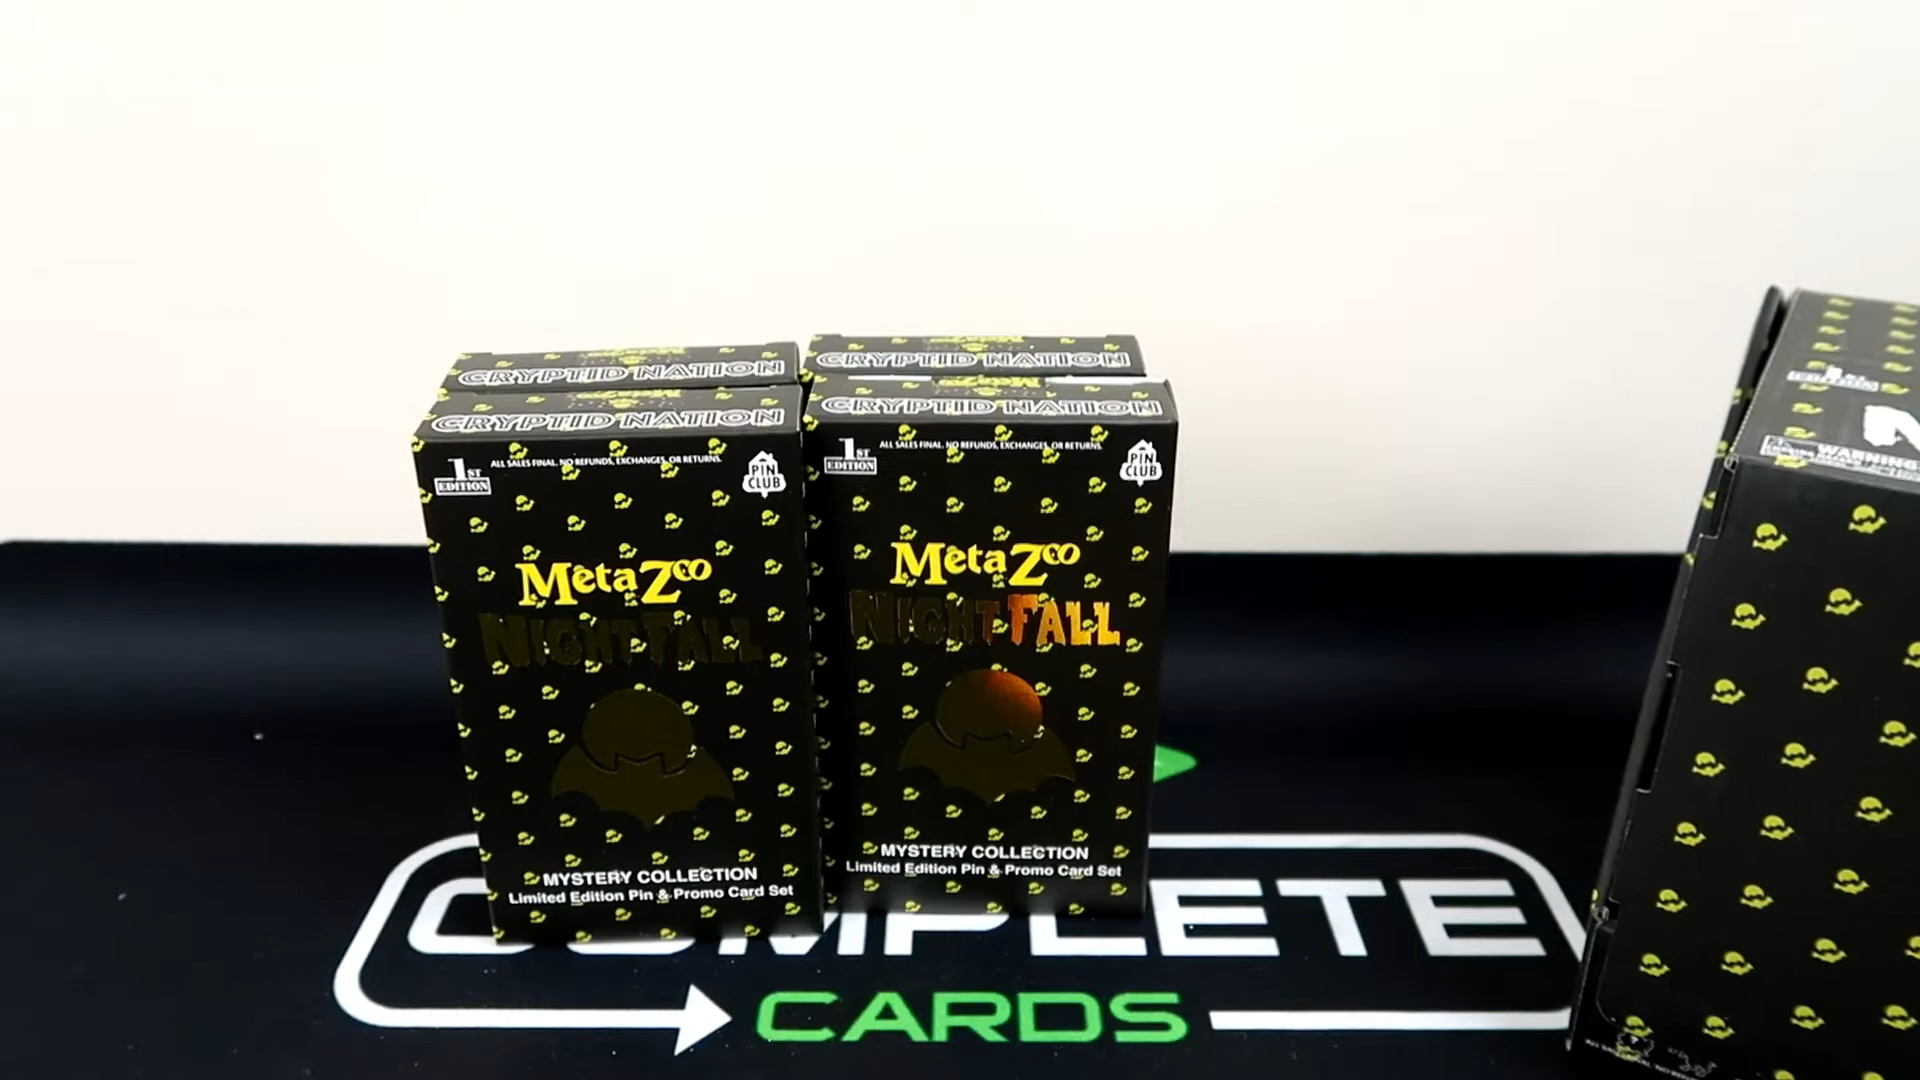 CRYPTID NATION
CRYPTID NATION
1ST
EDITION
ALL SALES FINAL. NO REFUNDS, EXCHANGES, OR RETURNS.
PIN
CLUB
MetaZoo
NIGHTFALL
MYSTERY COLLECTION
Limited Edition Pin & Promo Card Set
CRYPTID NATION
MetaZoo
CRYPTID NATION
1ST
EDITION
ALL SALES FINAL. NO REFUNDS, EXCHANGES, OR RETURNS.
PIN
CLUB
MetaZoo
NIGHTFALL
MYSTERY COLLECTION
Limited Edition Pin & Promo Card Set
EDITION
WARNING
COMPLETE
CARDS